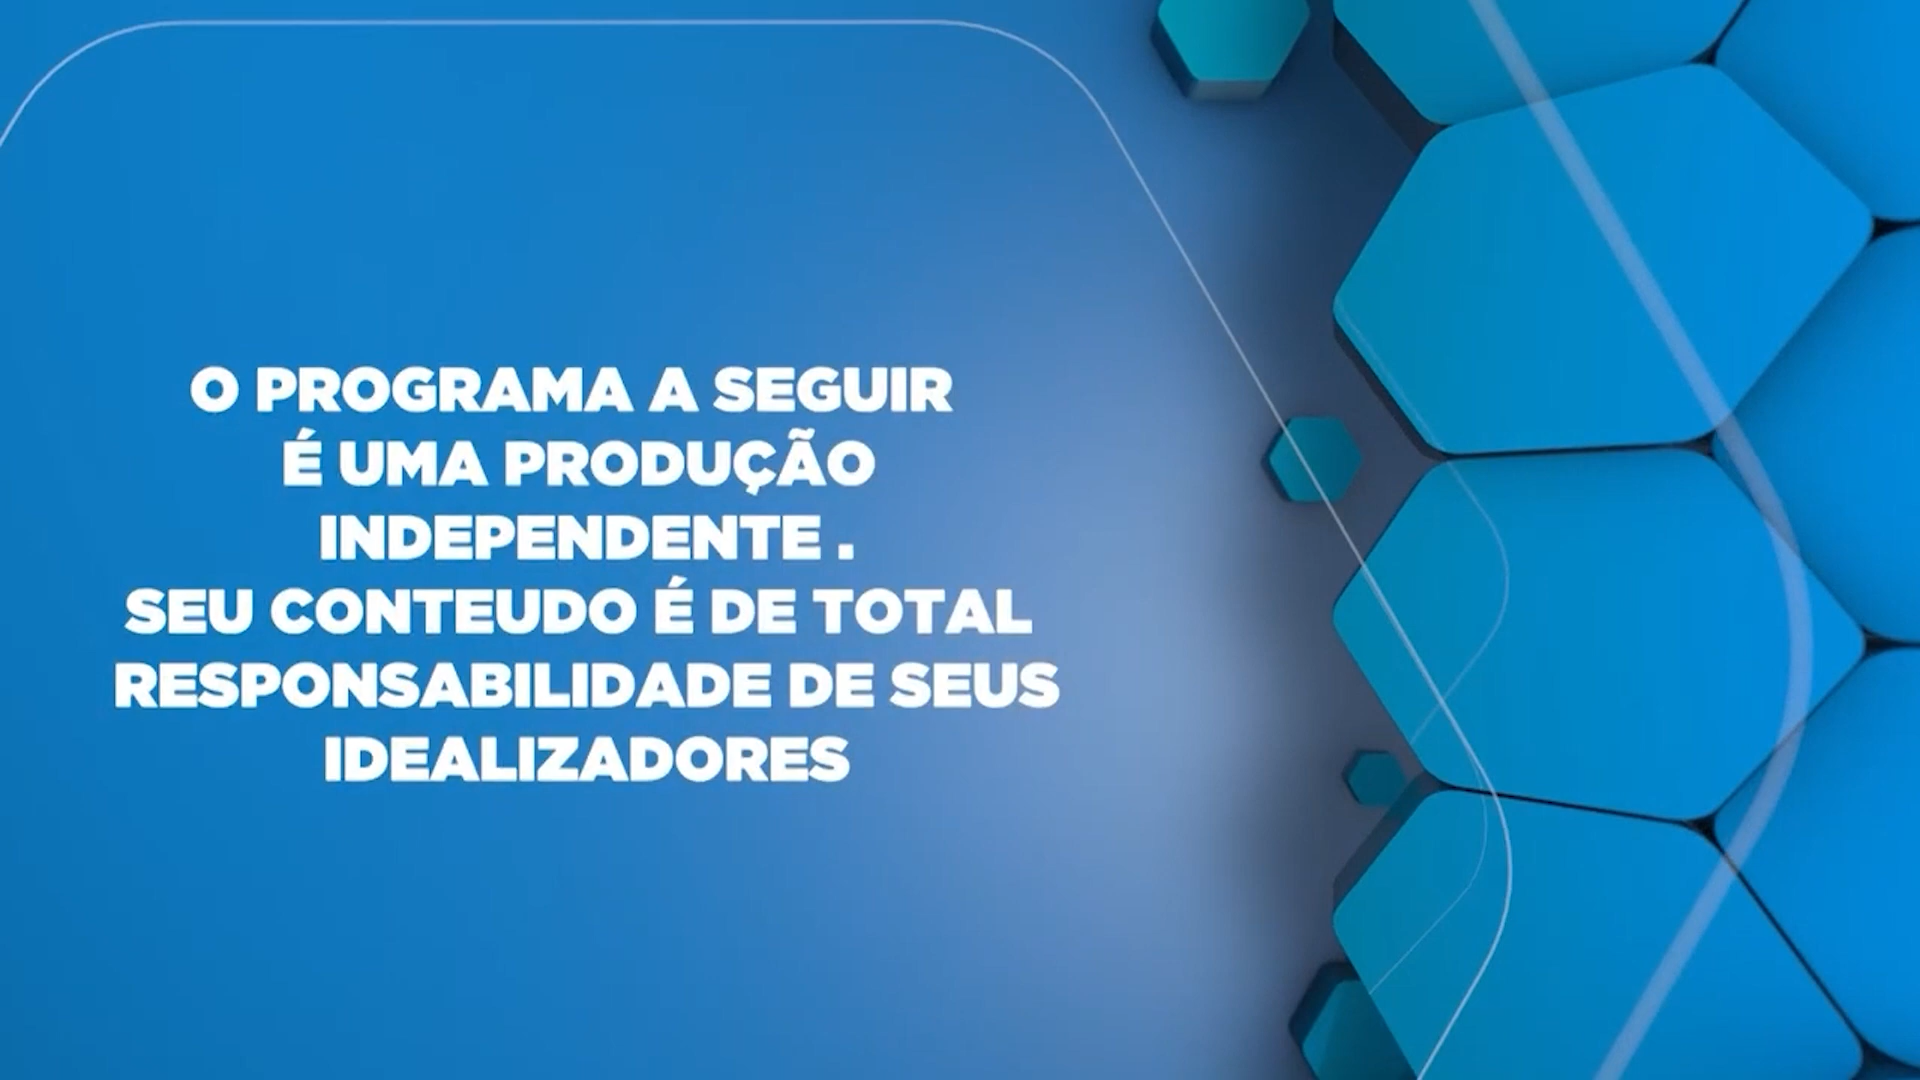 O PROGRAMA A SEGUIR
É UMA PRODUÇÃO
INDEPENDENTE .
SEU CONTEUDO É DE TOTAL
RESPONSABILIDADE DE SEUS
IDEALIZADORES